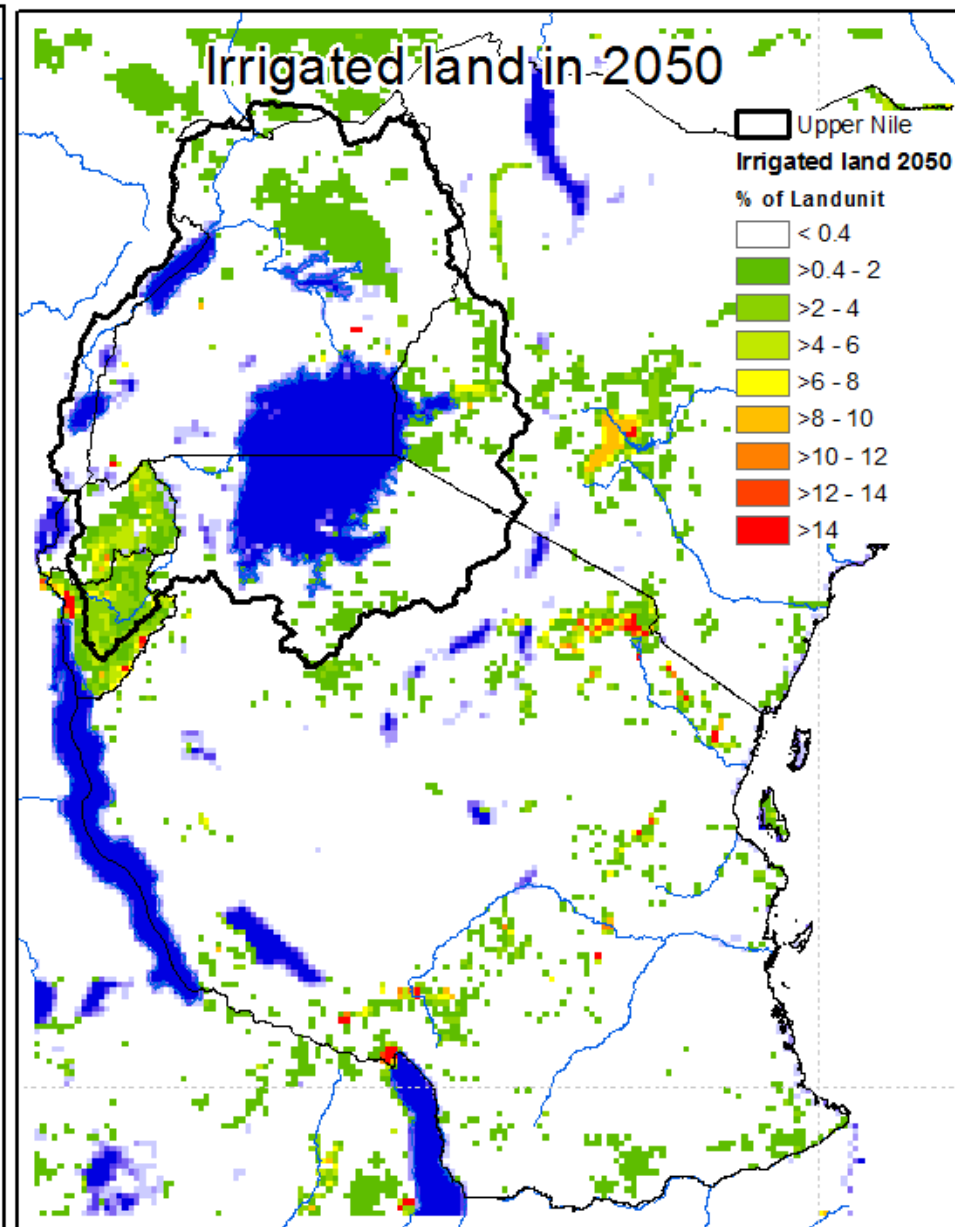 Irrigated land in 2050
Upper Nile
Irrigated land 2050
% of Landunit
< 0.4
>0.4 - 2
>2 - 4
>4 - 6
>6 - 8
>8 - 10
>10 - 12
>12 - 14
>14